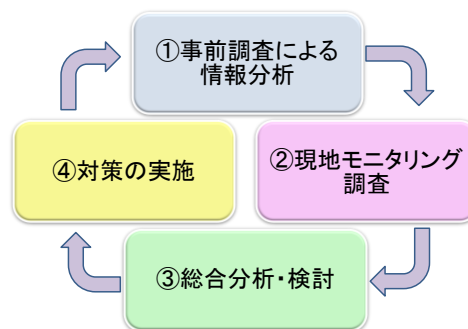 ①事前調査による
情報分析
②現地モニタリング
調査
③総合分析・検討
④対策の実施